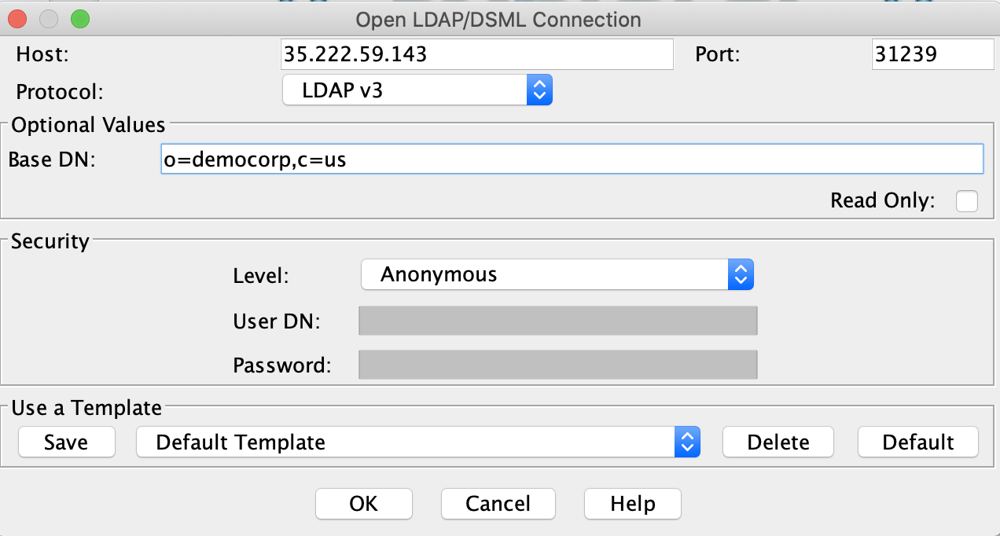 Open LDAP/DSML Connection
Host: 35.222.59.143 Port: 31239
Protocol: LDAP v3
Optional Values
Base DN: o=democorp,c=us
Read Only:
Security
Level: Anonymous
User DN:
Password:
Use a Template
Save Default Template Delete Default
OK Cancel Help